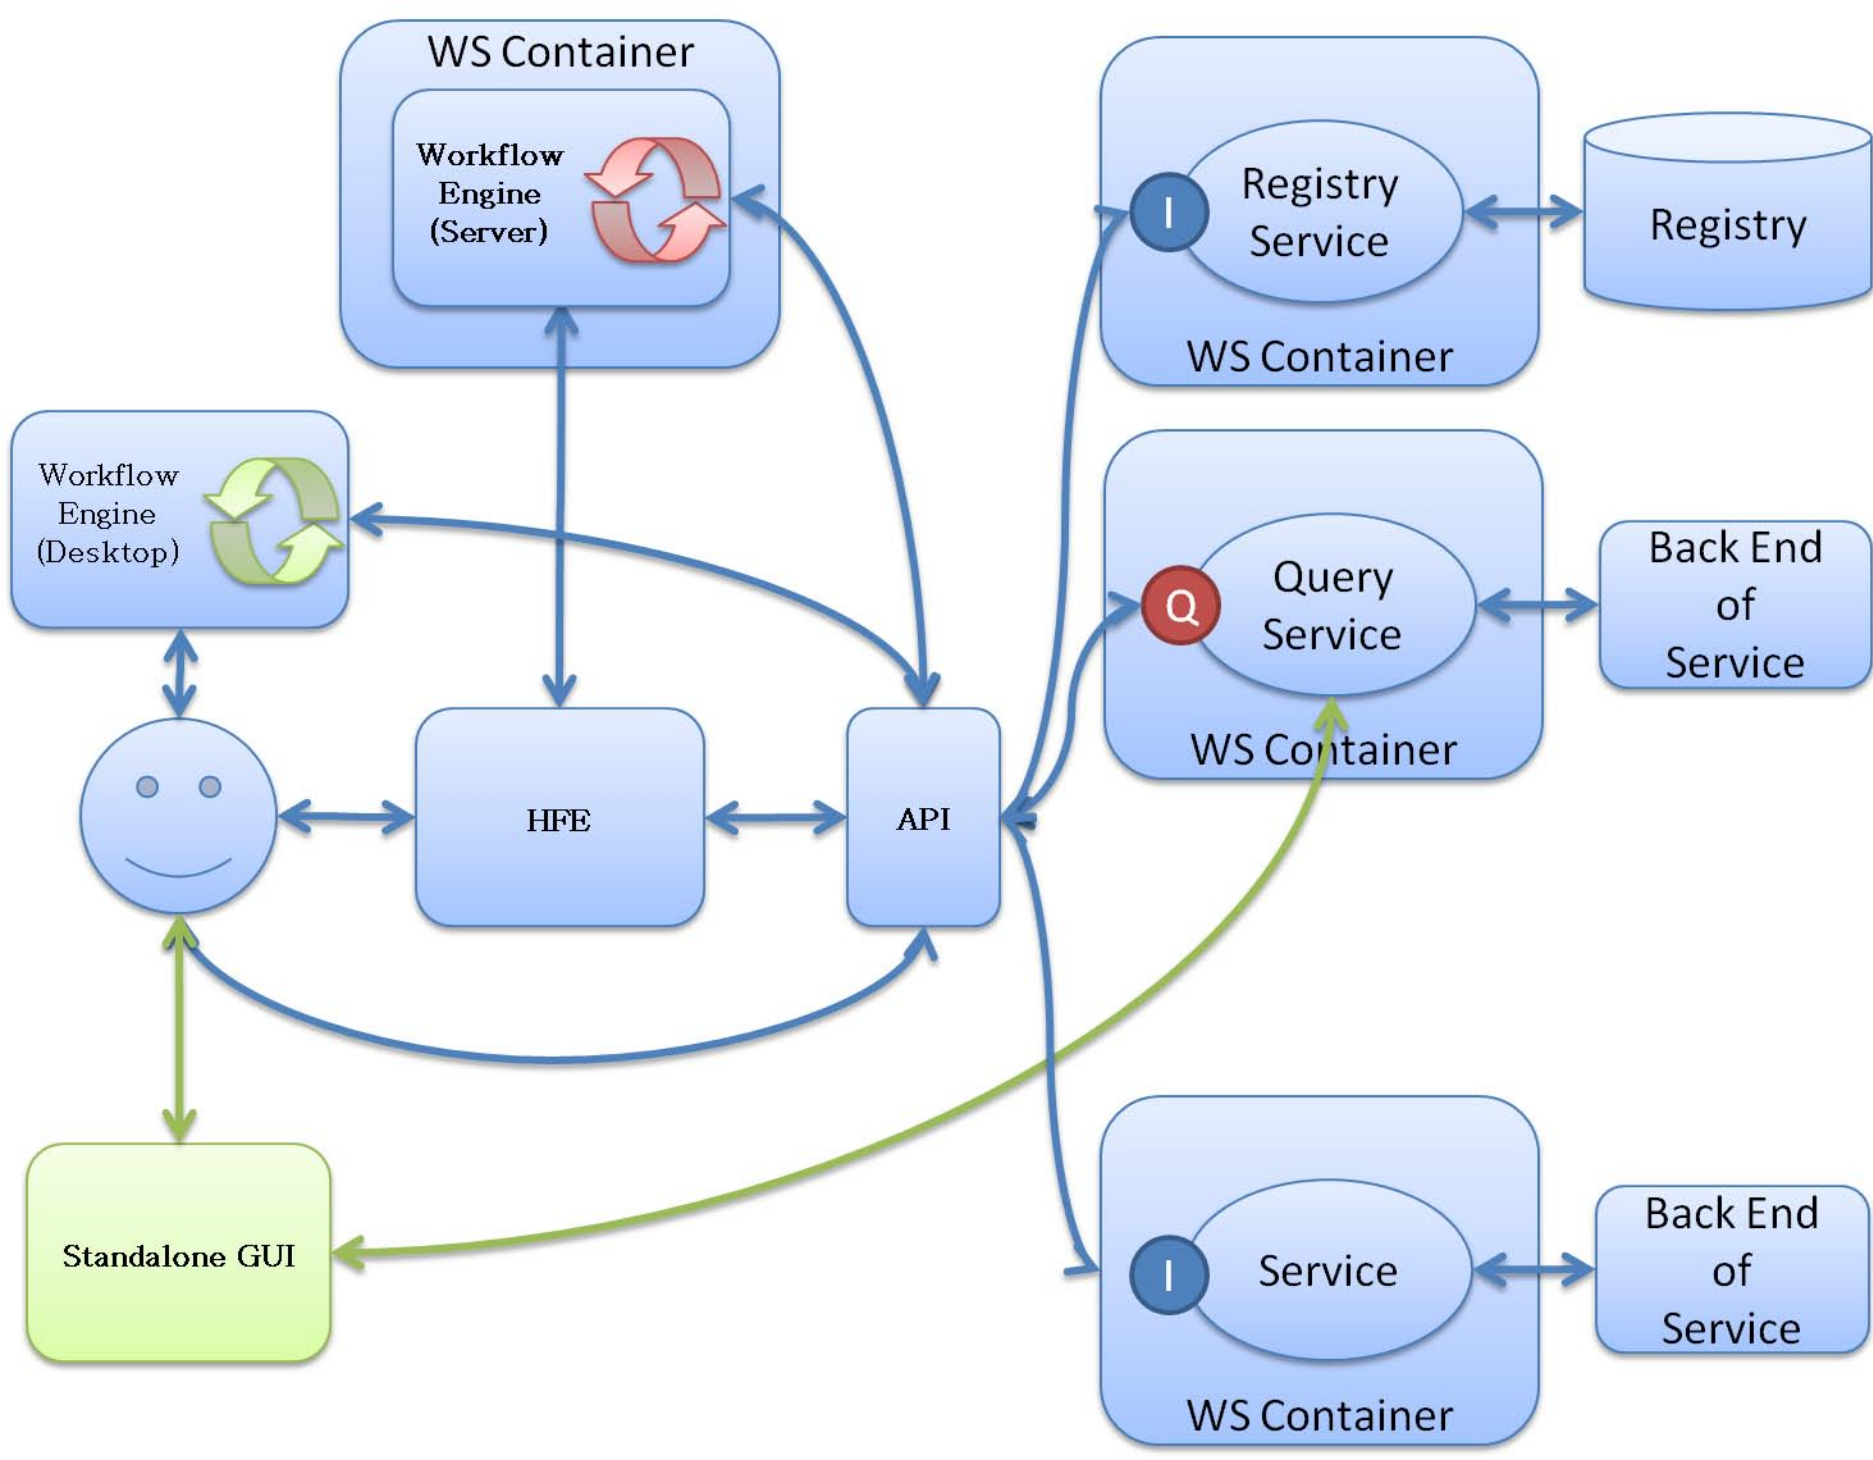 WS Container
Workflow
Engine
(Server)
I
Registry
Service
WS Container
Registry
Workflow
Engine
(Desktop)
Q
Query
Service
WS Container
Back End
of
Service
HFE
API
Standalone GUI
I
Service
WS Container
Back End
of
Service